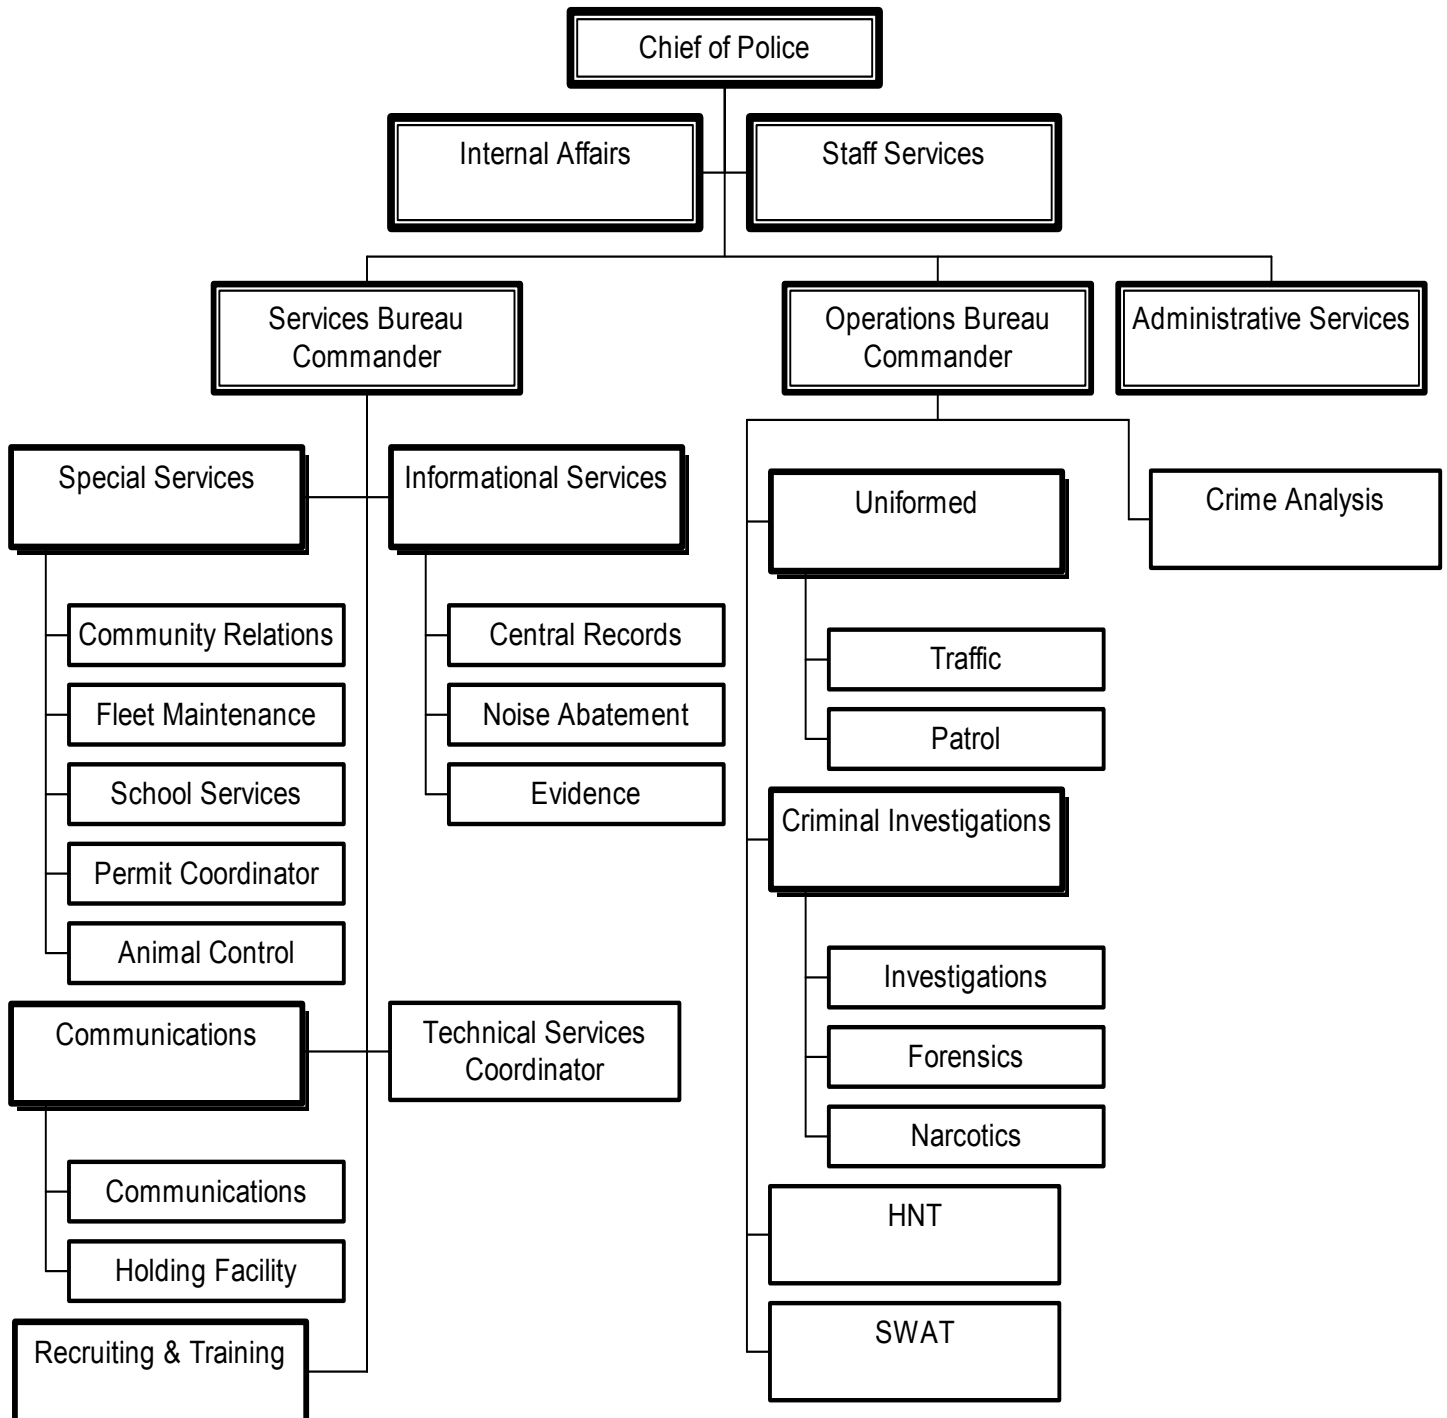 Chief of Police
Internal Affairs
Staff Services
Services Bureau
Commander
Operations Bureau
Commander
Administrative Services
Special Services
Informational Services
Community Relations
Fleet Maintenance
School Services
Permit Coordinator
Animal Control
Central Records
Noise Abatement
Evidence
Communications
Technical Services
Coordinator
Communications
Holding Facility
Recruiting & Training
Uniformed
Crime Analysis
Traffic
Patrol
Criminal Investigations
Investigations
Forensics
Narcotics
HNT
SWAT